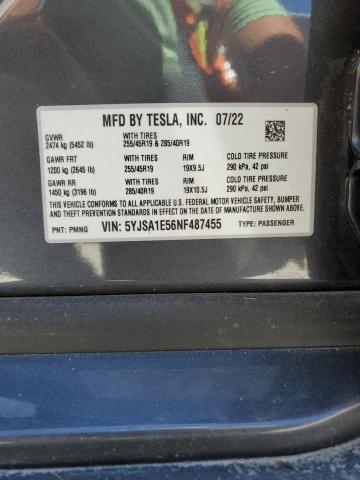 MFD BY TESLA, INC. 07/22
GVWR WITH TIRES
2474 kg (5452 lb) 255/45R19 & 285/40R19
GAWR FRT WITH TIRES RIM COLD TIRE PRESSURE
1200 kg (2645 lb) 255/45R19 19X9.5J 290 kPa, 42 psi
GAWR RR WITH TIRES RIM COLD TIRE PRESSURE
1450 kg (3196 lb) 285/40R19 19X10.5J 290 kPa, 42 psi
THIS VEHICLE CONFORMS TO ALL APPLICABLE U.S. FEDERAL MOTOR VEHICLE SAFETY, BUMPER
AND THEFT PREVENTION STANDARDS IN EFFECT ON THE DATE OF MANUFACTURE SHOWN ABOVE.
PNT: PMNG VIN: 5YJSA1E56NF487455 TYPE: PASSENGER